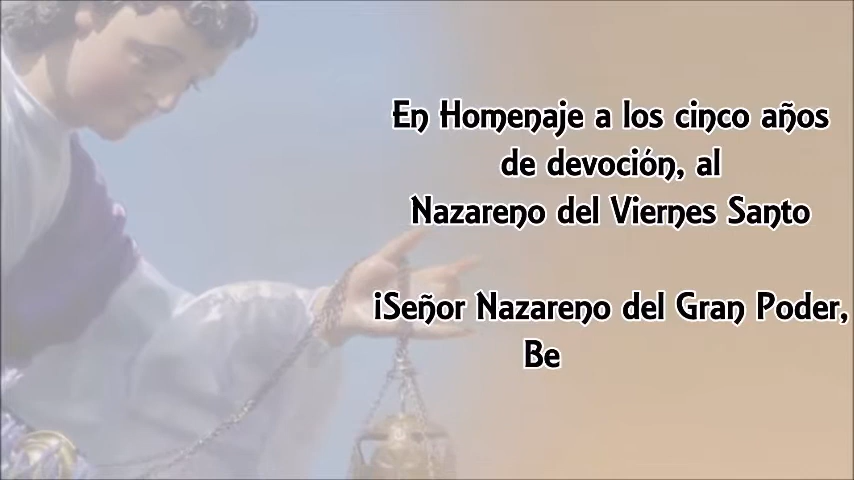 En Homenaje a los cinco años
de devoción, al
Nazareno del Viernes Santo
¡Señor Nazareno del Gran Poder,
Be